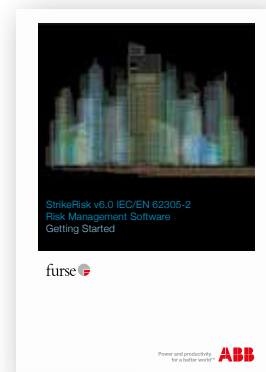 StrikeRisk v6.0 IEC/EN 62305-2
Risk Management Software
Getting Started
furse
Power and productivity
for a better world™
ABB